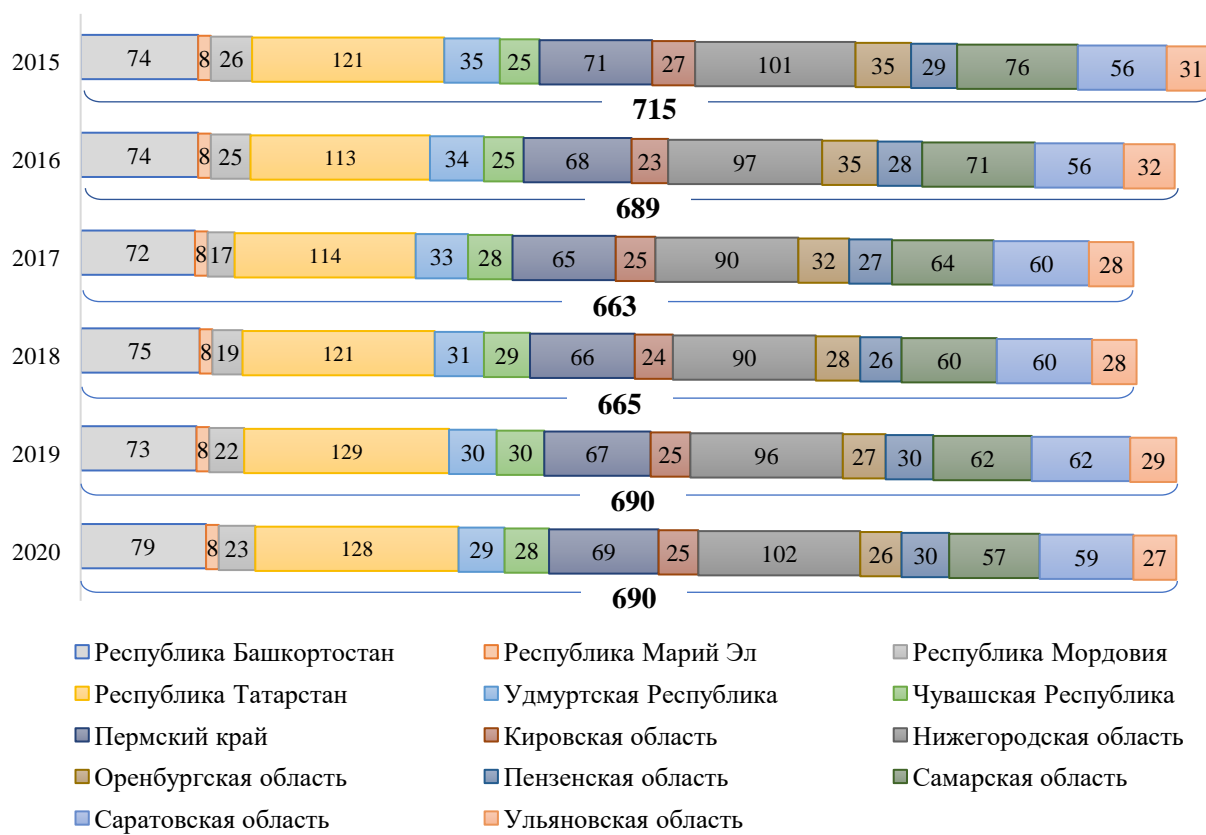 2015 74 8 26 121 35 25 71 27 101 35 29 76 56 31
715
2016 74 8 25 113 34 25 68 23 97 35 28 71 56 32
689
2017 72 8 17 114 33 28 65 25 90 32 27 64 60 28
663
2018 75 8 19 121 31 29 66 24 90 28 26 60 60 28
665
2019 73 8 22 129 30 30 67 25 96 27 30 62 62 29
690
2020 79 8 23 128 29 28 69 25 102 26 30 57 59 27
690
Республика Башкортостан Республика Марий Эл Республика Мордовия
Республика Татарстан Удмуртская Республика Чувашская Республика
Пермский край Кировская область Нижегородская область
Оренбургская область Пензенская область Самарская область
Саратовская область Ульяновская область